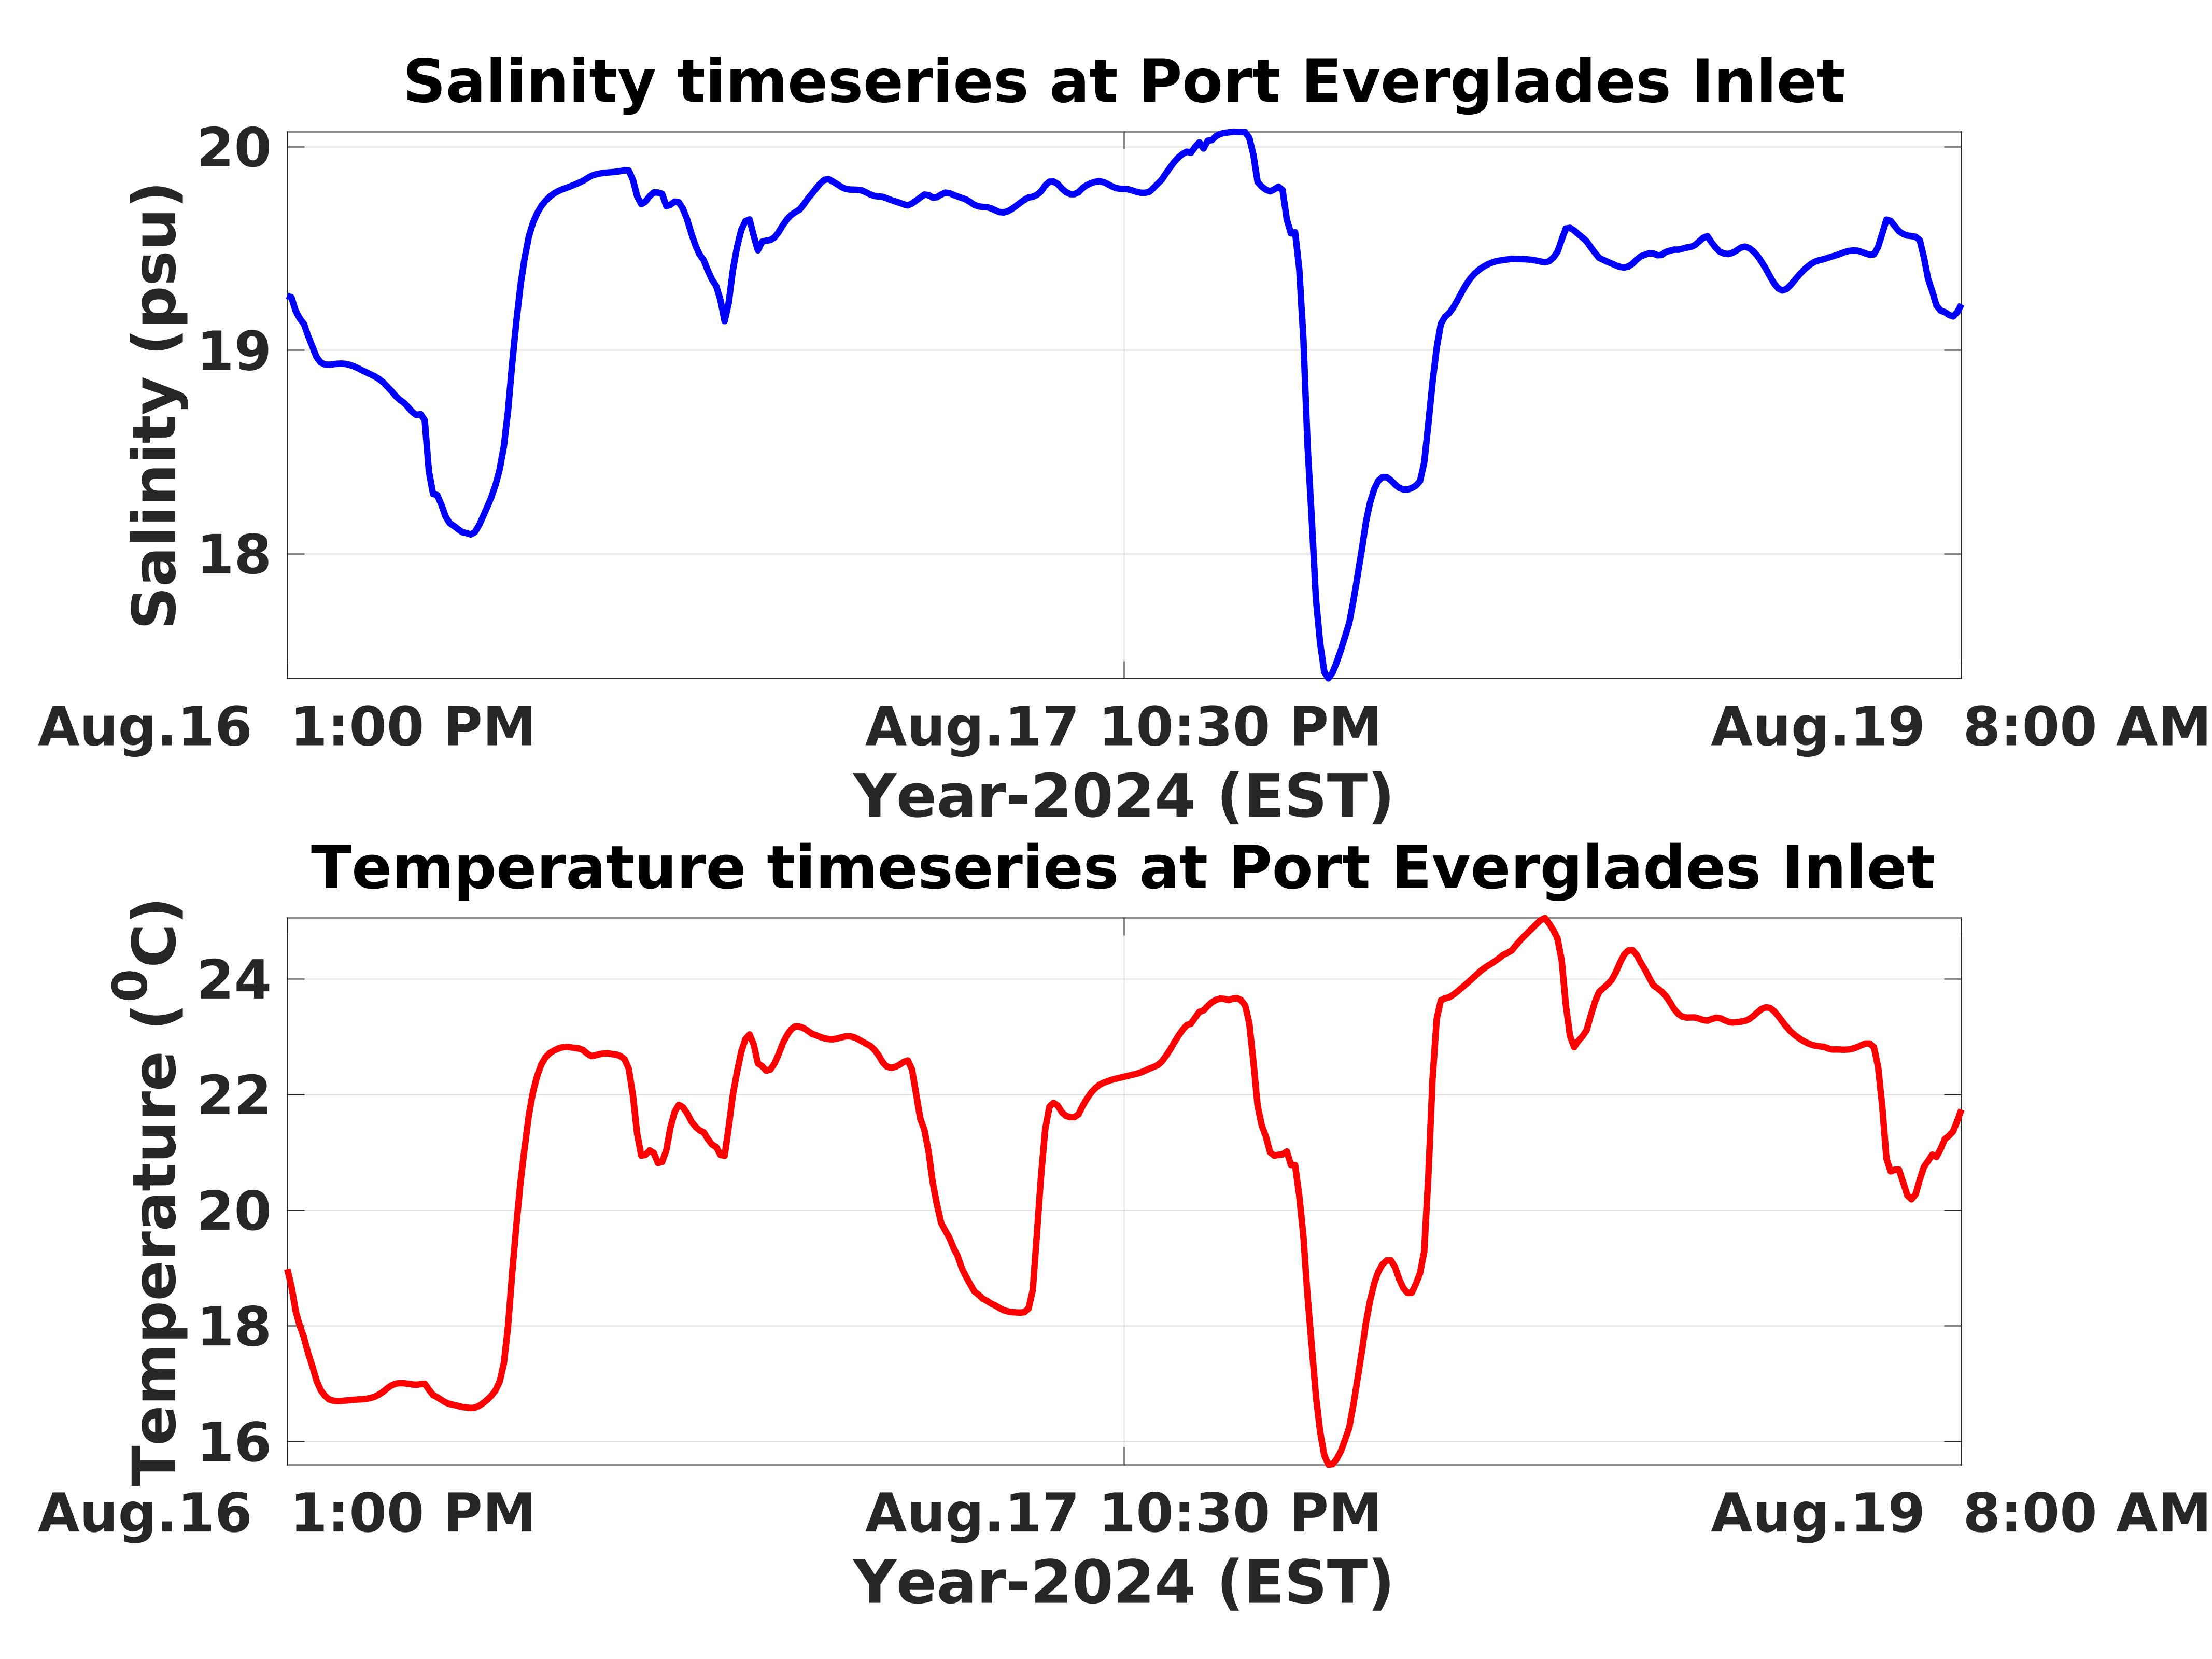 Salinity timeseries at Port Everglades Inlet
Salinity (psu)
20
19
18
Aug.16  1:00 PM Aug.17 10:30 PM Aug.19  8:00 AM
Year-2024 (EST)
Temperature timeseries at Port Everglades Inlet
Temperature (⁰C)
24
22
20
18
16
Aug.16  1:00 PM Aug.17 10:30 PM Aug.19  8:00 AM
Year-2024 (EST)